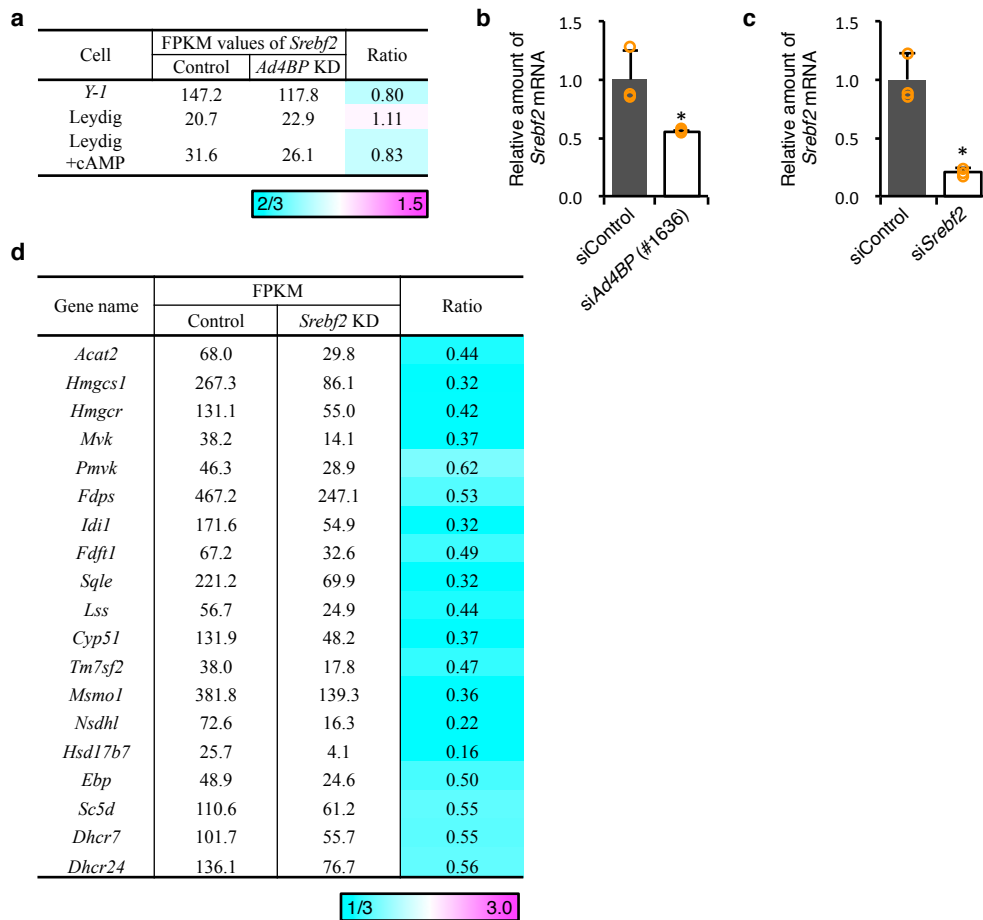 a
Cell FPKM values of Srebf2 Ratio
Control Ad4BP KD
Y-1 147.2 117.8 0.80
Leydig 20.7 22.9 1.11
Leydig +cAMP 31.6 26.1 0.83
2/3 1.5
b
Relative amount of
Srebf2 mRNA
1.5
1.0
0.5
0.0
*
siControl
siAd4BP (#1636)
c
Relative amount of
Srebf2 mRNA
1.5
1.0
0.5
0.0
*
siControl
siSrebf2
d
Gene name FPKM Ratio
Control Srebf2 KD
Acat2 68.0 29.8 0.44
Hmgcs1 267.3 86.1 0.32
Hmgcr 131.1 55.0 0.42
Mvk 38.2 14.1 0.37
Pmvk 46.3 28.9 0.62
Fdps 467.2 247.1 0.53
Idi1 171.6 54.9 0.32
Fdft1 67.2 32.6 0.49
Sqle 221.2 69.9 0.32
Lss 56.7 24.9 0.44
Cyp51 131.9 48.2 0.37
Tm7sf2 38.0 17.8 0.47
Msmo1 381.8 139.3 0.36
Nsdhl 72.6 16.3 0.22
Hsd17b7 25.7 4.1 0.16
Ebp 48.9 24.6 0.50
Sc5d 110.6 61.2 0.55
Dhcr7 101.7 55.7 0.55
Dhcr24 136.1 76.7 0.56
1/3 3.0